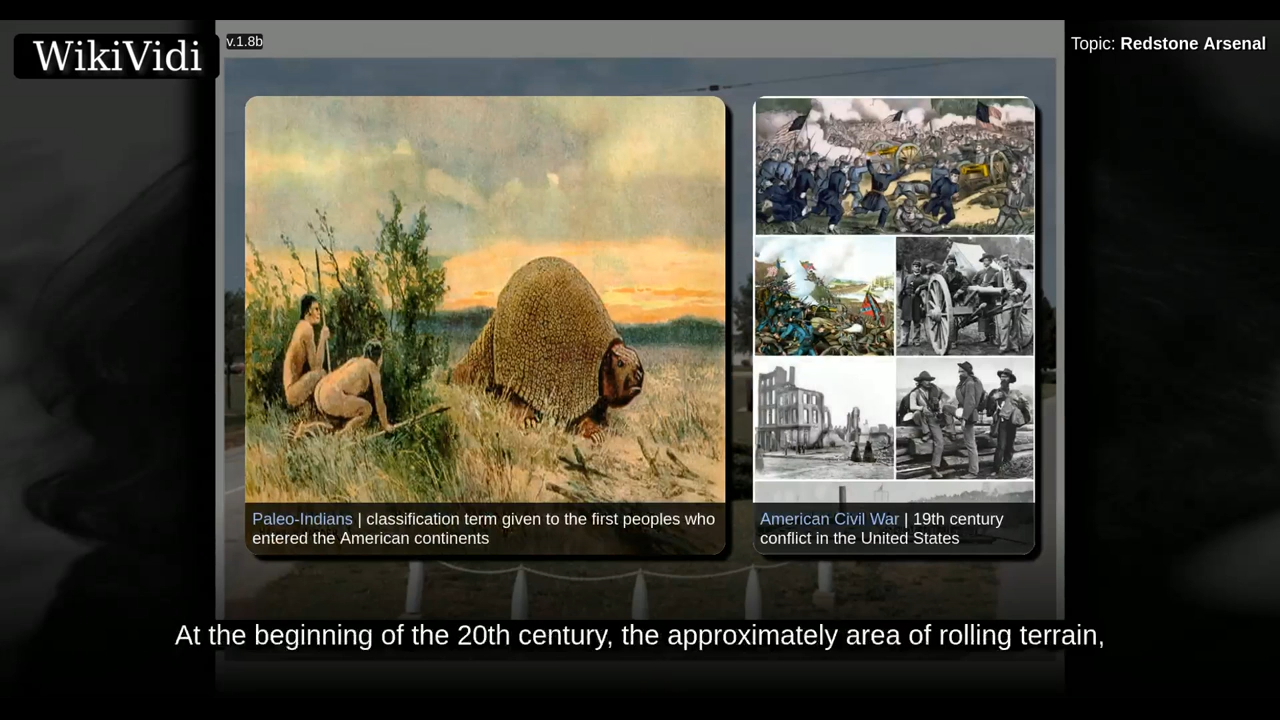 WikiVidi
v.1.8b
Topic: Redstone Arsenal
Paleo-Indians | classification term given to the first peoples who
entered the American continents
American Civil War | 19th century
conflict in the United States
At the beginning of the 20th century, the approximately area of rolling terrain,